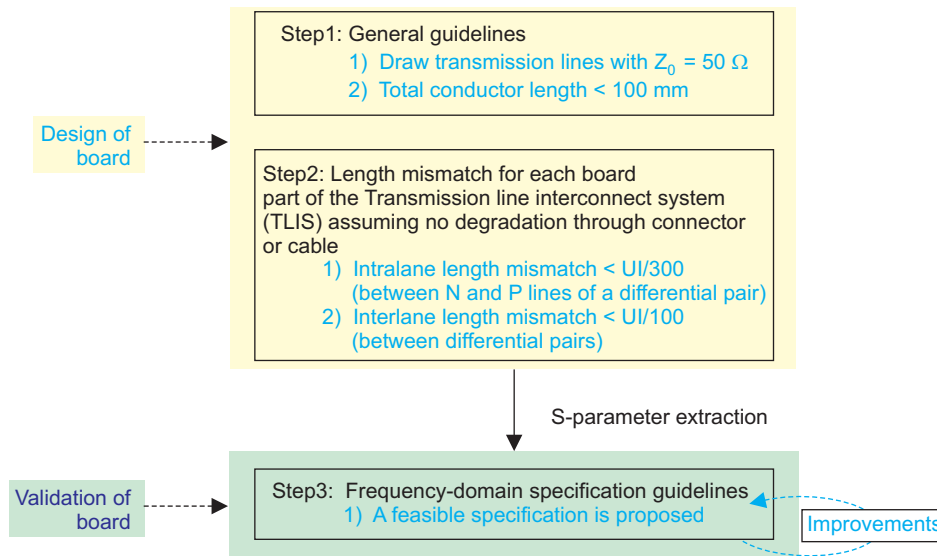 Step1: General guidelines
1) Draw transmission lines with Z0 = 50 Ω
2) Total conductor length < 100 mm
Design of
board
Step2: Length mismatch for each board
part of the Transmission line interconnect system
(TLIS) assuming no degradation through connector
or cable
1) Intralane length mismatch < UI/300
(between N and P lines of a differential pair)
2) Interlane length mismatch < UI/100
(between differential pairs)
S-parameter extraction
Validation of
board
Step3: Frequency-domain specification guidelines
1) A feasible specification is proposed
Improvements